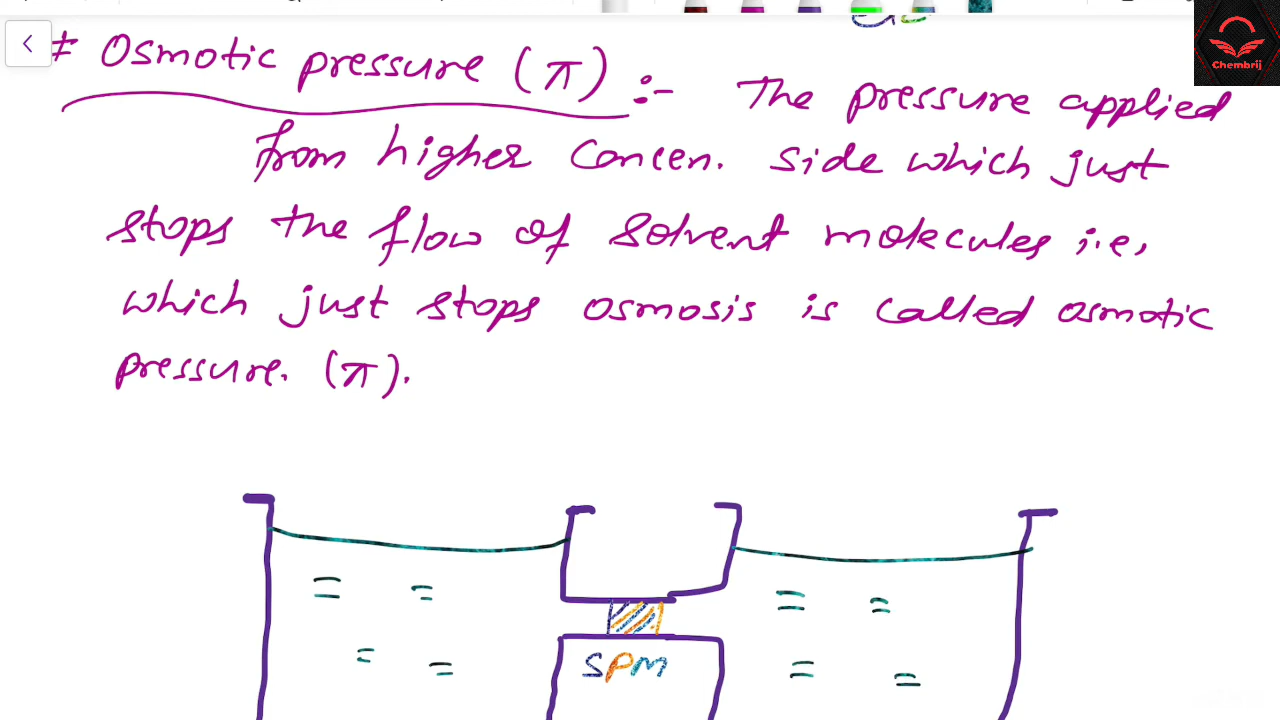 # Osmotic pressure (π) :- The pressure applied
from higher Concen. side which just
stops the flow of solvent molecules i.e,
which just stops osmosis is called osmotic
pressure. (π).
SPM
Chembrij